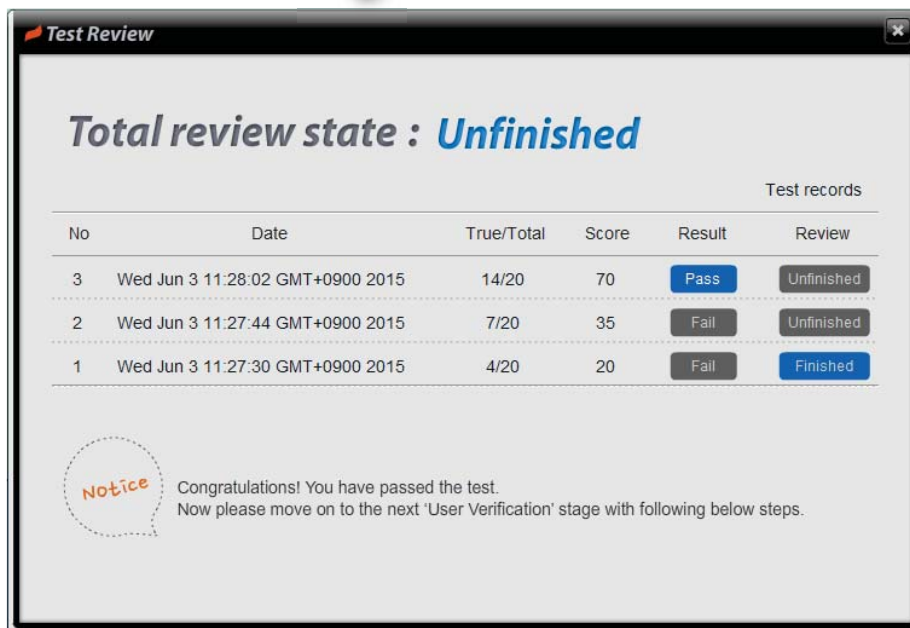 Test Review
Total review state : Unfinished
Test records
No Date True/Total Score Result Review
3 Wed Jun 3 11:28:02 GMT+0900 2015 14/20 70 Pass Unfinished
2 Wed Jun 3 11:27:44 GMT+0900 2015 7/20 35 Fail Unfinished
1 Wed Jun 3 11:27:30 GMT+0900 2015 4/20 20 Fail Finished
Notice
Congratulations! You have passed the test.
Now please move on to the next ‘User Verification’ stage with following below steps.